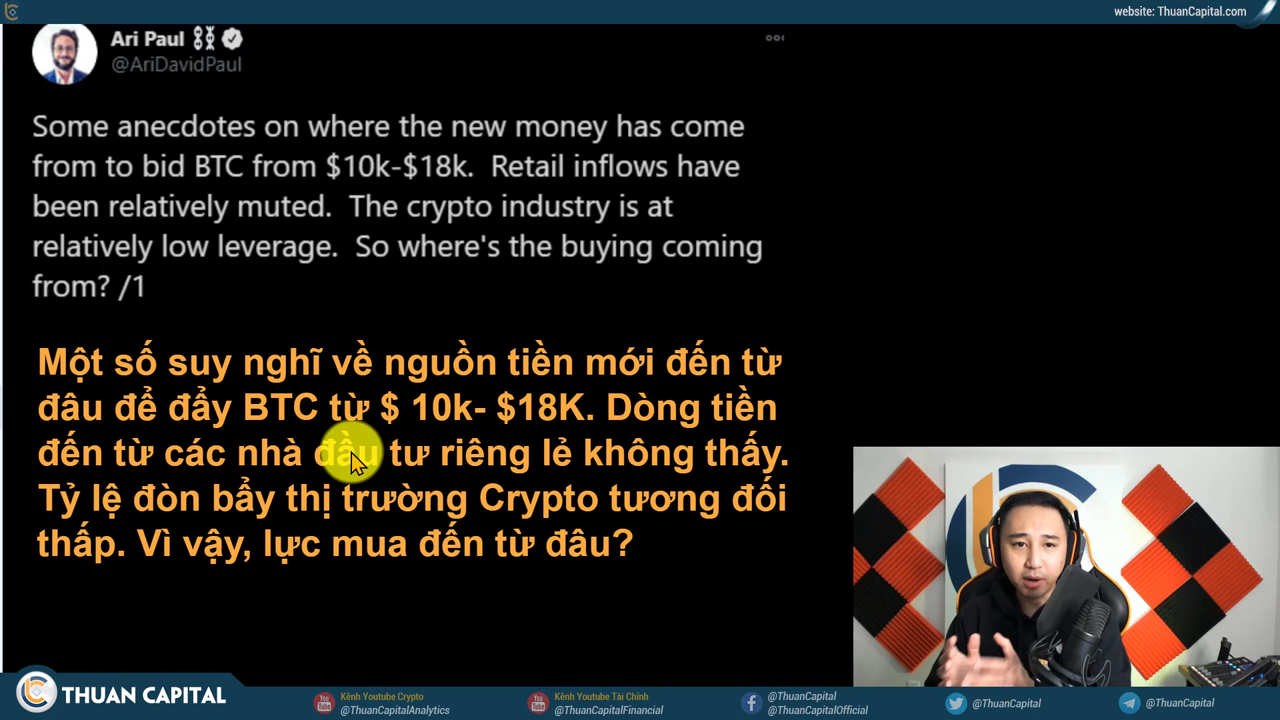 website: ThuanCapital.com
Ari Paul
@AriDavidPaul
Some anecdotes on where the new money has come
from to bid BTC from $10k-$18k. Retail inflows have
been relatively muted. The crypto industry is at
relatively low leverage. So where's the buying coming
from? /1
Một số suy nghĩ về nguồn tiền mới đến từ
đâu để đẩy BTC từ $ 10k- $18K. Dòng tiền
đến từ các nhà đầu tư riêng lẻ không thấy.
Tỷ lệ đòn bẩy thị trường Crypto tương đối
thấp. Vì vậy, lực mua đến từ đâu?
THUAN CAPITAL
You Tube
Kênh Youtube Crypto
@ThuanCapitalAnalytics
You Tube
Kênh Youtube Tài Chính
@ThuanCapitalFinancial
@ThuanCapital
@ThuanCapitalOfficial
@ThuanCapital
@ThuanCapital